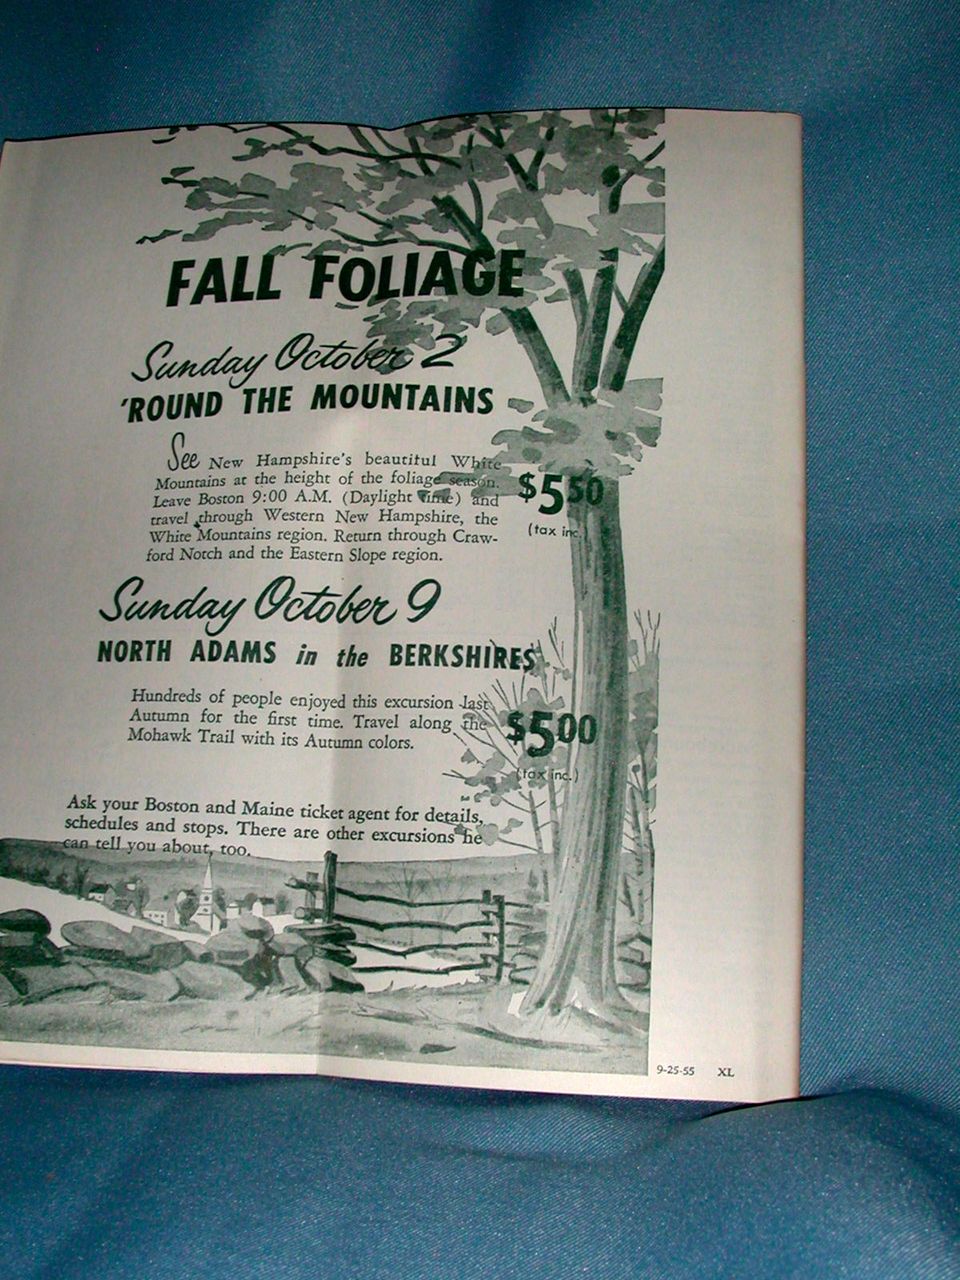 FALL FOLIAGE
Sunday October 2
'ROUND THE MOUNTAINS
See New Hampshire's beautiful White
Mountains at the height of the foliage season.
Leave Boston 9:00 A.M. (Daylight time) and
travel through Western New Hampshire, the
White Mountains region. Return through Craw-
ford Notch and the Eastern Slope region.
$5.50
(tax inc.)
Sunday October 9
NORTH ADAMS in the BERKSHIRES
Hundreds of people enjoyed this excursion last
Autumn for the first time. Travel along the
Mohawk Trail with its Autumn colors.
$5.00
(tax inc.)
Ask your Boston and Maine ticket agent for details,
schedules and stops. There are other excursions he
can tell you about, too.
9-25-55 XL